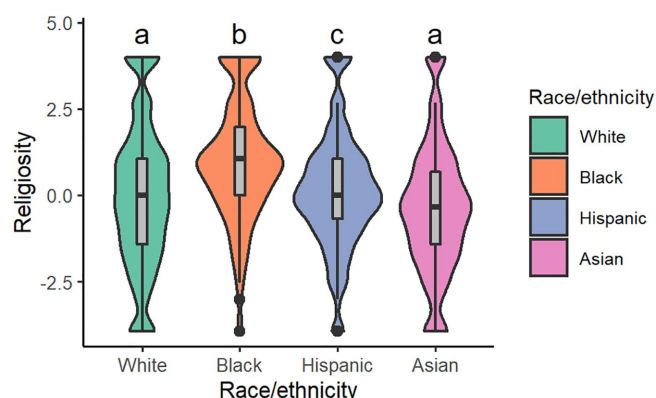 5.0
a b c a
Race/ethnicity
White
2.5
Black
Religiosity
0.0
Hispanic
Asian
-2.5
White Black Hispanic Asian
Race/ethnicity